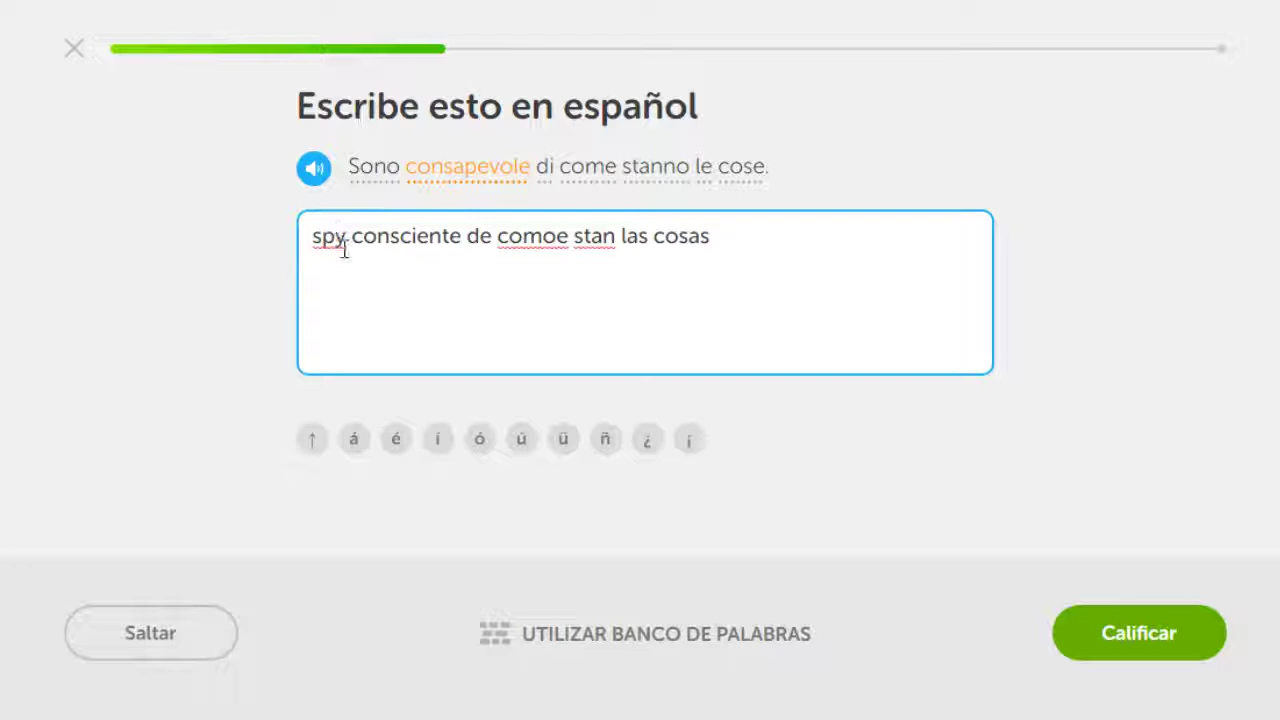 Escribe esto en español
Sono consapevole di come stanno le cose.
spy consciente de comoe stan las cosas
↑ á é í ó ú ü ñ ¿ ¡
Saltar
UTILIZAR BANCO DE PALABRAS
Calificar